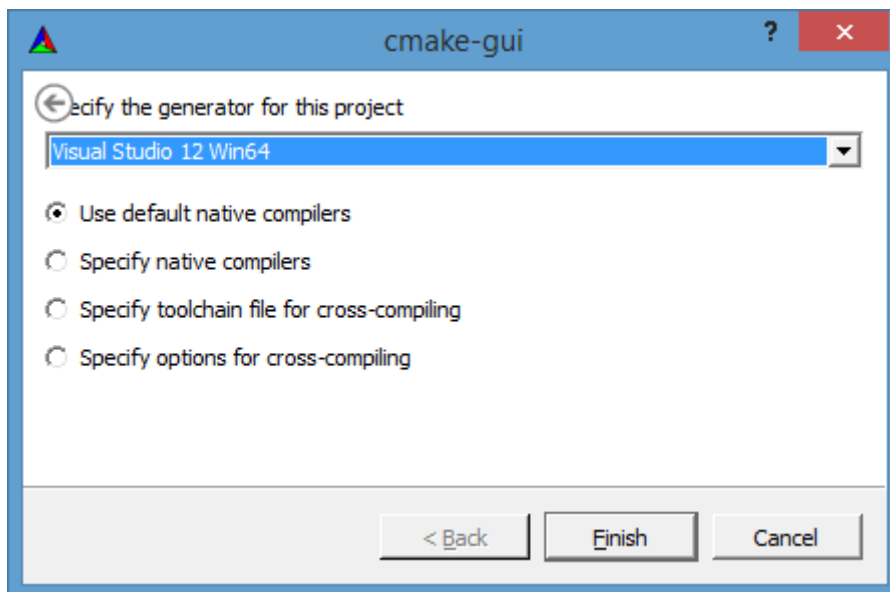 cmake-gui
?
ecify the generator for this project
Visual Studio 12 Win64
Use default native compilers
Specify native compilers
Specify toolchain file for cross-compiling
Specify options for cross-compiling
< Back
Finish
Cancel